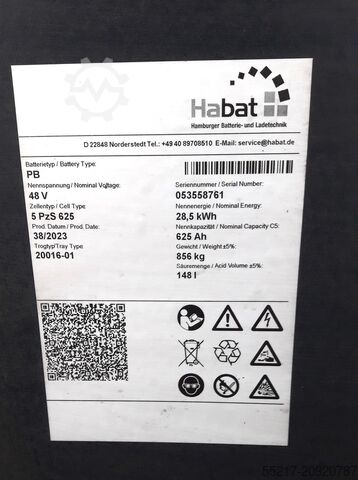 Habat
Hamburger Batterie- und Ladetechnik
D 22848 Norderstedt Tel.: +49 40 89708510 E-Mail: service@habat.de
Batterietyp / Battery Type:
PB
Nennspannung / Nominal Voltage:
48 V
Zellentyp / Cell Type
5 PzS 625
Prod. Datum / Prod. Date:
38/2023
Trogtyp/Tray Type
20016-01
Seriennummer / Serial Number:
053558761
Nennenergie / Nominal Energy:
28,5 kWh
Nennkapazität / Nominal Capacity C5:
625 Ah
Gewicht / Weight ±5%:
856 kg
Säuremenge / Acid Volume ±5%:
148 l
Pb
55217-20920787